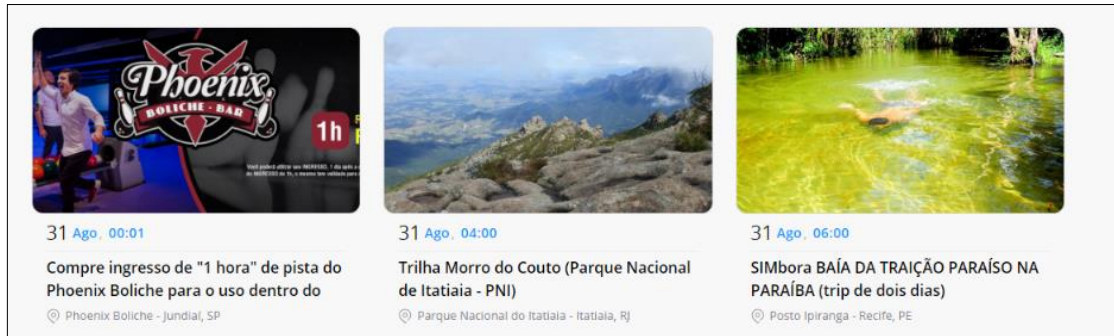 Phoenix
BOLICHE - BAR
1h
31 Ago, 00:01
Compre ingresso de "1 hora" de pista do
Phoenix Boliche para o uso dentro do
Phoenix Boliche - Jundiaí, SP
31 Ago, 04:00
Trilha Morro do Couto (Parque Nacional
de Itatiaia - PNI)
Parque Nacional do Itatiaia - Itatiaia, RJ
31 Ago, 06:00
SIMbora BAÍA DA TRAIÇÃO PARAÍSO NA
PARAÍBA (trip de dois dias)
Posto Ipiranga - Recife, PE